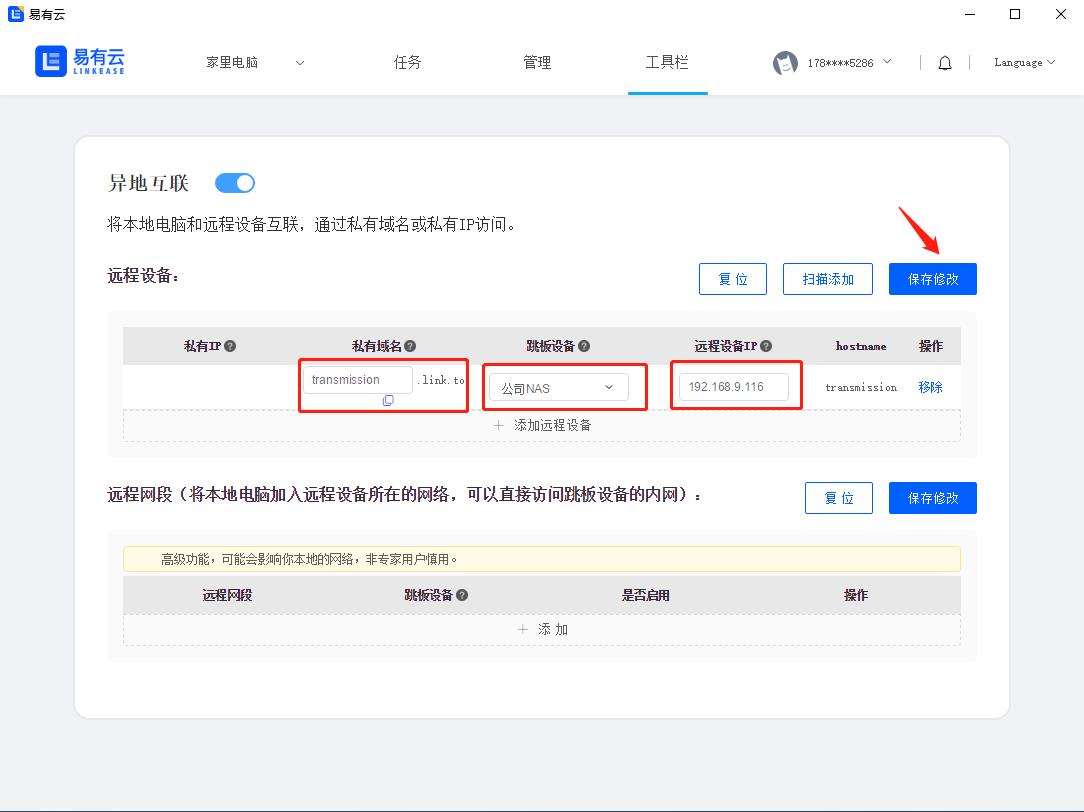 易有云
易有云
LINKEASE
家里电脑
任务
管理
工具栏
178****5286
Language
异地互联
将本地电脑和远程设备互联，通过私有域名或私有IP访问。
远程设备：
复 位
扫描添加
保存修改
私有IP
私有域名
跳板设备
远程设备IP
hostname
操作
transmission
.link.to
公司NAS
192.168.9.116
transmission
移除
添加远程设备
远程网段（将本地电脑加入远程设备所在的网络，可以直接访问跳板设备的内网）：
复 位
保存修改
高级功能，可能会影响你本地的网络，非专家用户慎用。
远程网段
跳板设备
是否启用
操作
添 加